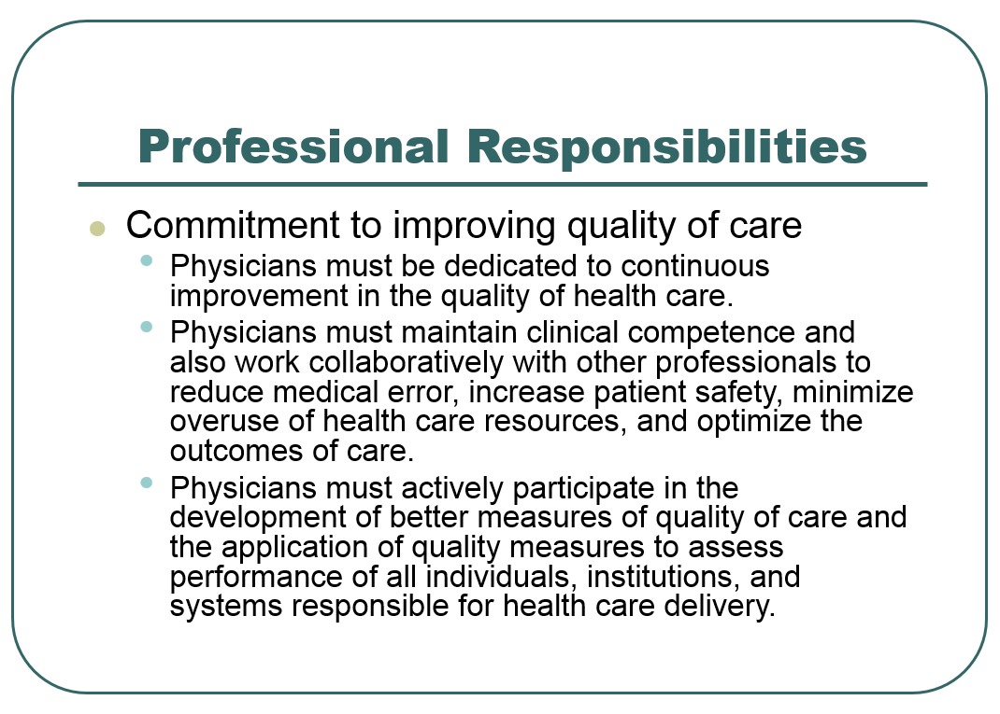 Professional Responsibilities
Commitment to improving quality of care
Physicians must be dedicated to continuous
improvement in the quality of health care.
Physicians must maintain clinical competence and
also work collaboratively with other professionals to
reduce medical error, increase patient safety, minimize
overuse of health care resources, and optimize the
outcomes of care.
Physicians must actively participate in the
development of better measures of quality of care and
the application of quality measures to assess
performance of all individuals, institutions, and
systems responsible for health care delivery.